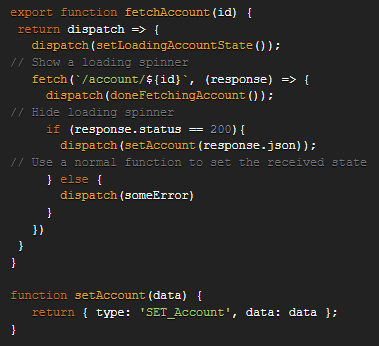 export function fetchAccount(id) {
 return dispatch => {
   dispatch(setLoadingAccountState());
// Show a loading spinner
   fetch(`/account/${id}`, (response) => {
     dispatch(doneFetchingAccount());
// Hide loading spinner
     if (response.status == 200){
       dispatch(setAccount(response.json));
// Use a normal function to set the received state
     } else {
       dispatch(someError)
     }
   })
 }
}

function setAccount(data) {
   return { type: 'SET_Account', data: data };
}